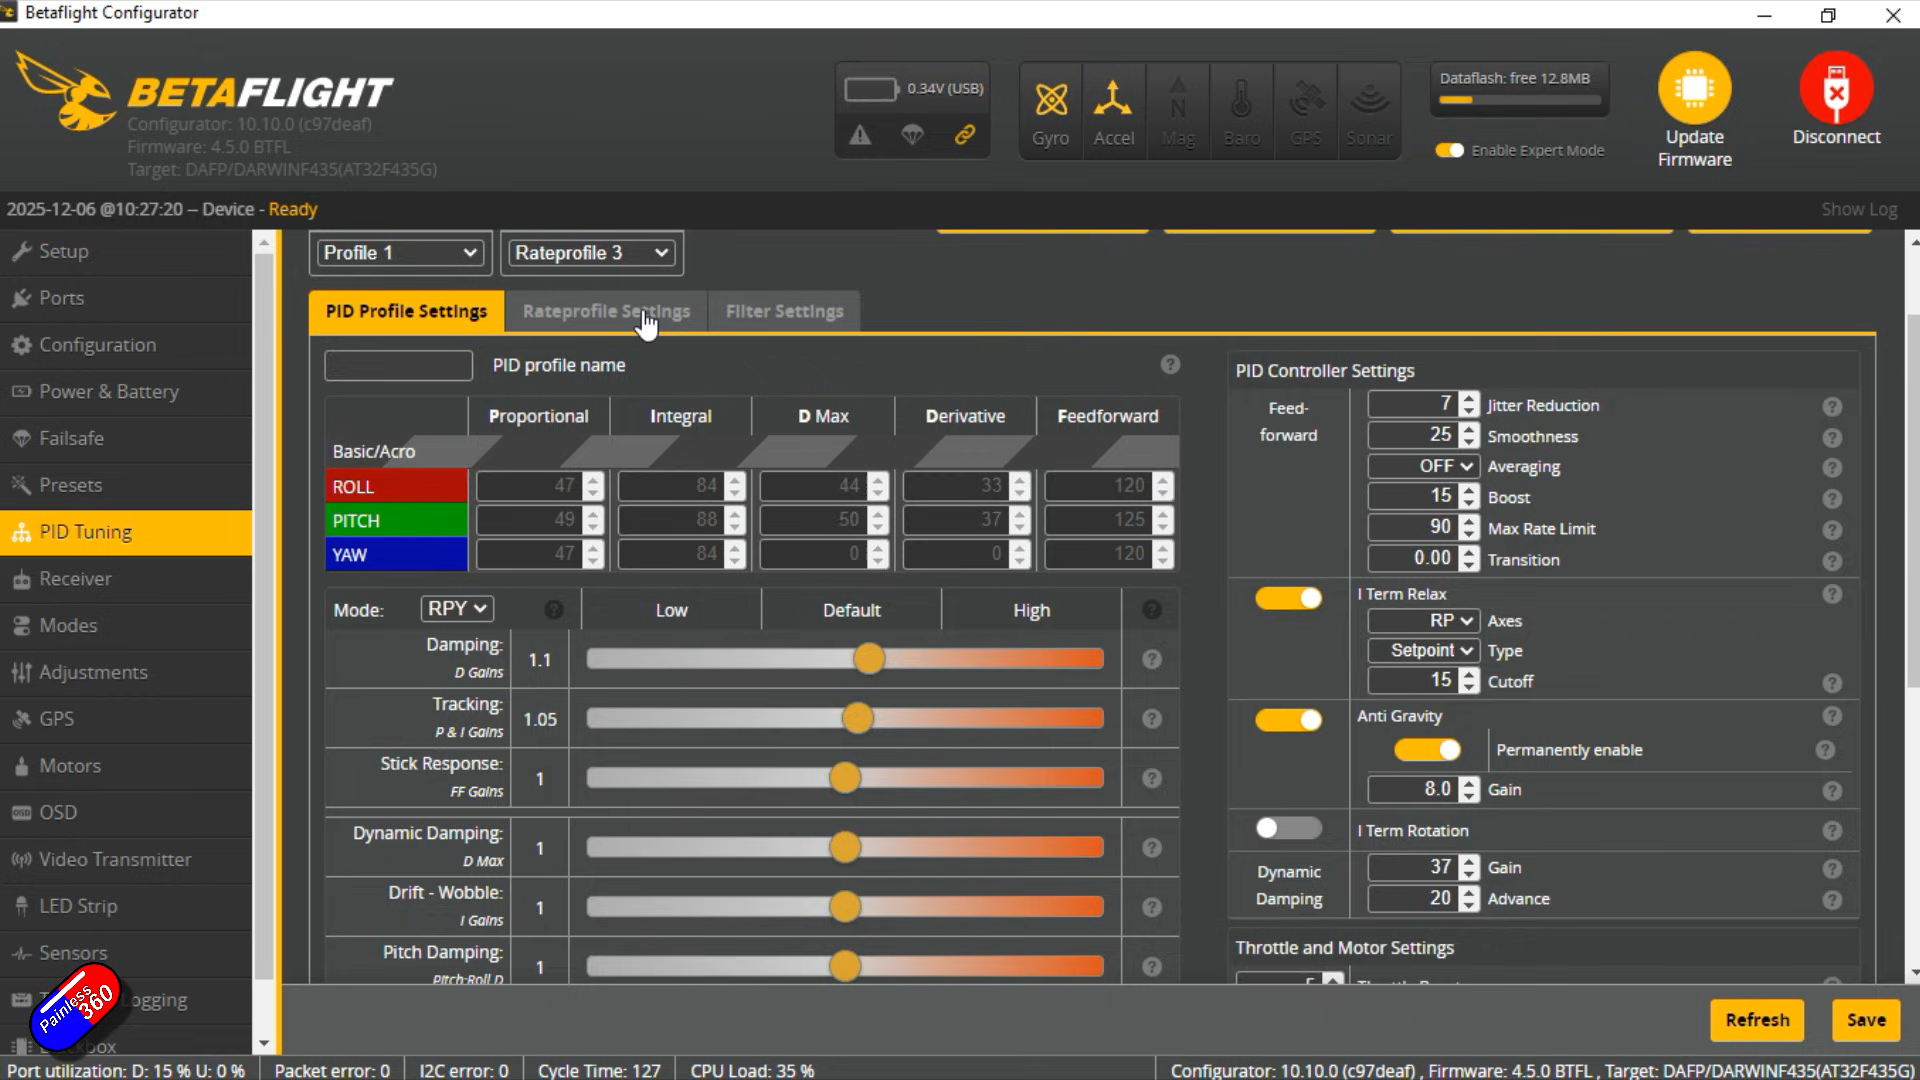 Betaflight Configurator
BETAFLIGHT
Configurator: 10.10.0 (c97deaf)
Firmware: 4.5.0 BTFL
Target: DAFP/DARWINF435(AT32F435G)
0.34V (USB)
Gyro
Accel
Mag
Baro
GPS
Sonar
Dataflash: free 12.8MB
Enable Expert Mode
Update
Firmware
Disconnect
2025-12-06 @10:27:20 – Device - Ready
Show Log
Setup
Ports
Configuration
Power & Battery
Failsafe
Presets
PID Tuning
Receiver
Modes
Adjustments
GPS
Motors
OSD
Video Transmitter
LED Strip
Sensors
Painless360
Profile 1
Rateprofile 3
PID Profile Settings
Rateprofile Settings
Filter Settings
PID profile name
Proportional Integral D Max Derivative Feedforward
Basic/Acro
ROLL 47 84 44 33 120
PITCH 49 88 50 37 125
YAW 47 84 0 0 120
Mode: RPY Low Default High
Damping:
D Gains
1.1
Tracking:
P & I Gains
1.05
Stick Response:
FF Gains
1
Dynamic Damping:
D Max
1
Drift - Wobble:
I Gains
1
Pitch Damping:
Pitch:Roll D
1
PID Controller Settings
Feed-
forward
7 Jitter Reduction
25 Smoothness
OFF Averaging
15 Boost
90 Max Rate Limit
0.00 Transition
I Term Relax
RP Axes
Setpoint Type
15 Cutoff
Anti Gravity
Permanently enable
8.0 Gain
I Term Rotation
Dynamic
Damping
37 Gain
20 Advance
Throttle and Motor Settings
Refresh
Save
Port utilization: D: 15 % U: 0 %
Packet error: 0
I2C error: 0
Cycle Time: 127
CPU Load: 35 %
Configurator: 10.10.0 (c97deaf) , Firmware: 4.5.0 BTFL , Target: DAFP/DARWINF435(AT32F435G)